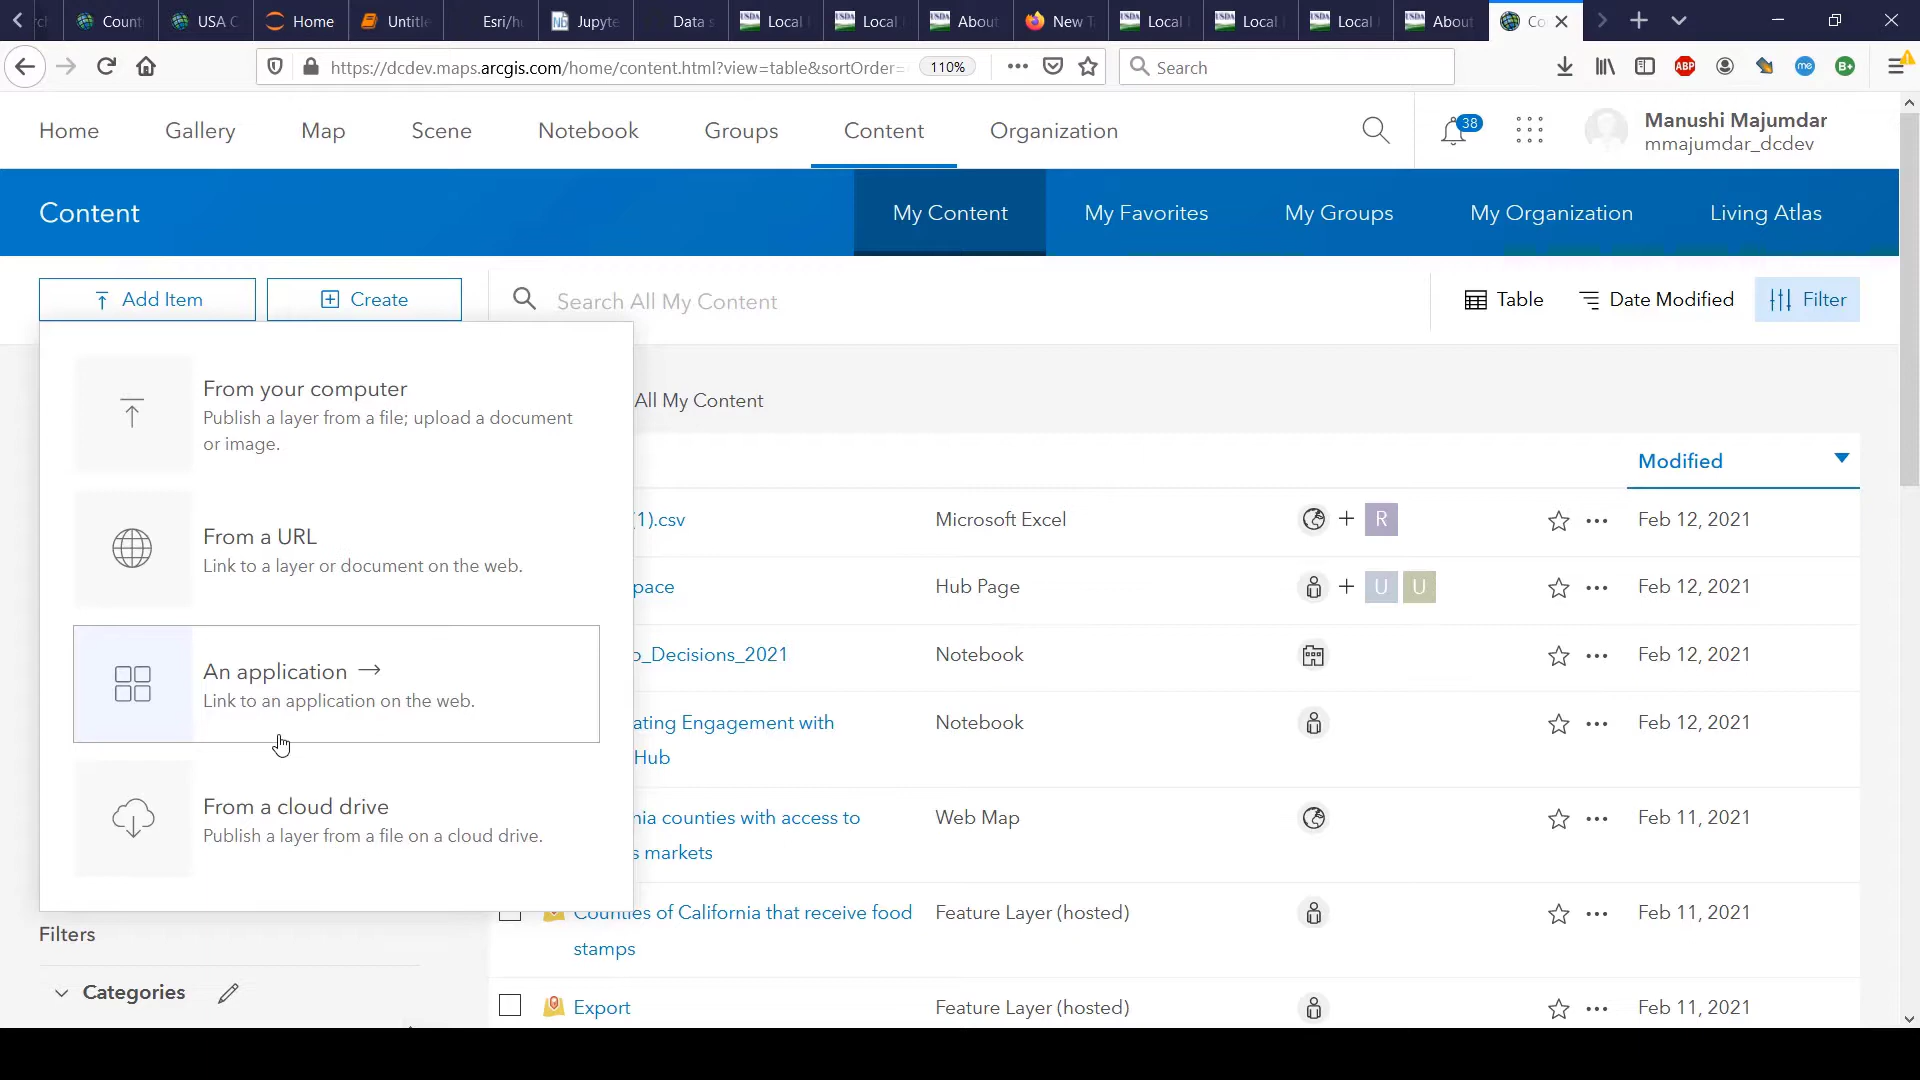 Count
USA C
Home
Untitle
Esri/hu
Jupyte
Data s
Local
Local
About
New T
Local
Local
Local
About
Co
https://dcdev.maps.arcgis.com/home/content.html?view=table&sortOrder=
110%
Search
Home
Gallery
Map
Scene
Notebook
Groups
Content
Organization
38
Manushi Majumdar
mmajumdar_dcdev
Content
My Content
My Favorites
My Groups
My Organization
Living Atlas
Add Item
Create
Search All My Content
Table
Date Modified
Filter
From your computer
Publish a layer from a file; upload a document
or image.
From a URL
Link to a layer or document on the web.
An application →
Link to an application on the web.
From a cloud drive
Publish a layer from a file on a cloud drive.
Filters
Categories
All My Content
Modified
(1).csv
Microsoft Excel
+ R
Feb 12, 2021
pace
Hub Page
+ U U
Feb 12, 2021
o_Decisions_2021
Notebook
Feb 12, 2021
ating Engagement with
Hub
Notebook
Feb 12, 2021
nia counties with access to
s markets
Web Map
Feb 11, 2021
Counties of California that receive food
stamps
Feature Layer (hosted)
Feb 11, 2021
Export
Feature Layer (hosted)
Feb 11, 2021